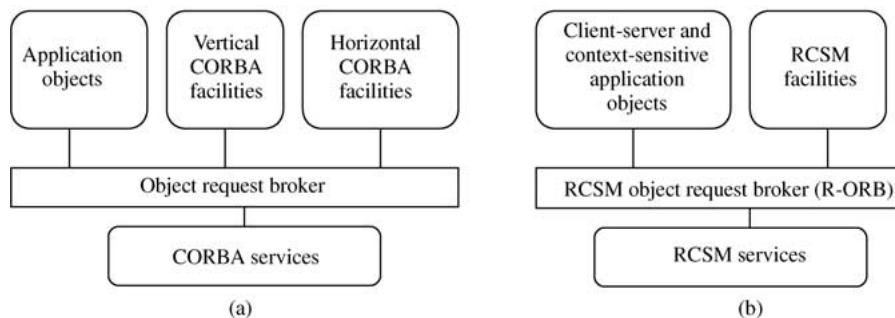 Application
objects
Vertical
CORBA
facilities
Horizontal
CORBA
facilities
Object request broker
CORBA services
(a)
Client-server and
context-sensitive
application
objects
RCSM
facilities
RCSM object request broker (R-ORB)
RCSM services
(b)